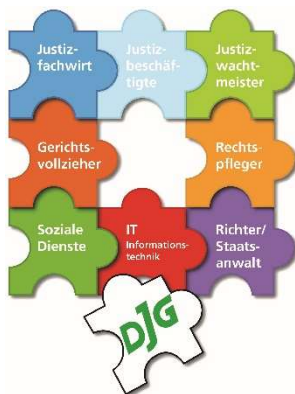 Justiz-
fachwirt
Justiz-
beschäf-
tigte
Justiz-
wacht-
meister
Gerichts-
vollzieher
Rechts-
pfleger
Soziale
Dienste
IT
Informations-
technik
Richter/
Staats-
anwalt
DJG